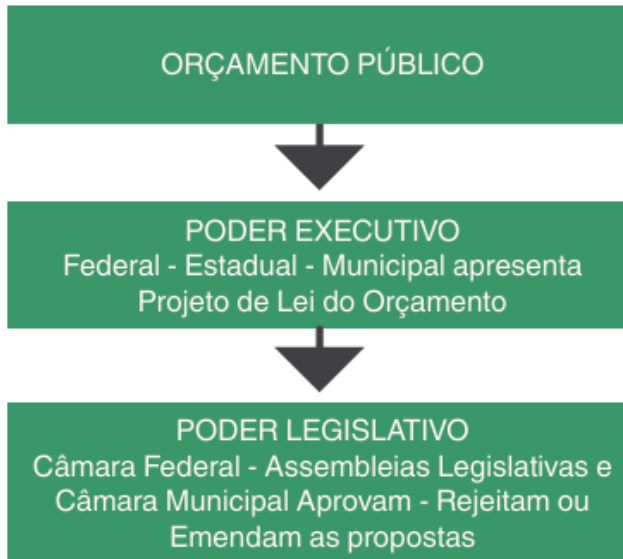 ORÇAMENTO PÚBLICO
PODER EXECUTIVO
Federal - Estadual - Municipal apresenta
Projeto de Lei do Orçamento
PODER LEGISLATIVO
Câmara Federal - Assembleias Legislativas e
Câmara Municipal Aprovam - Rejeitam ou
Emendam as propostas